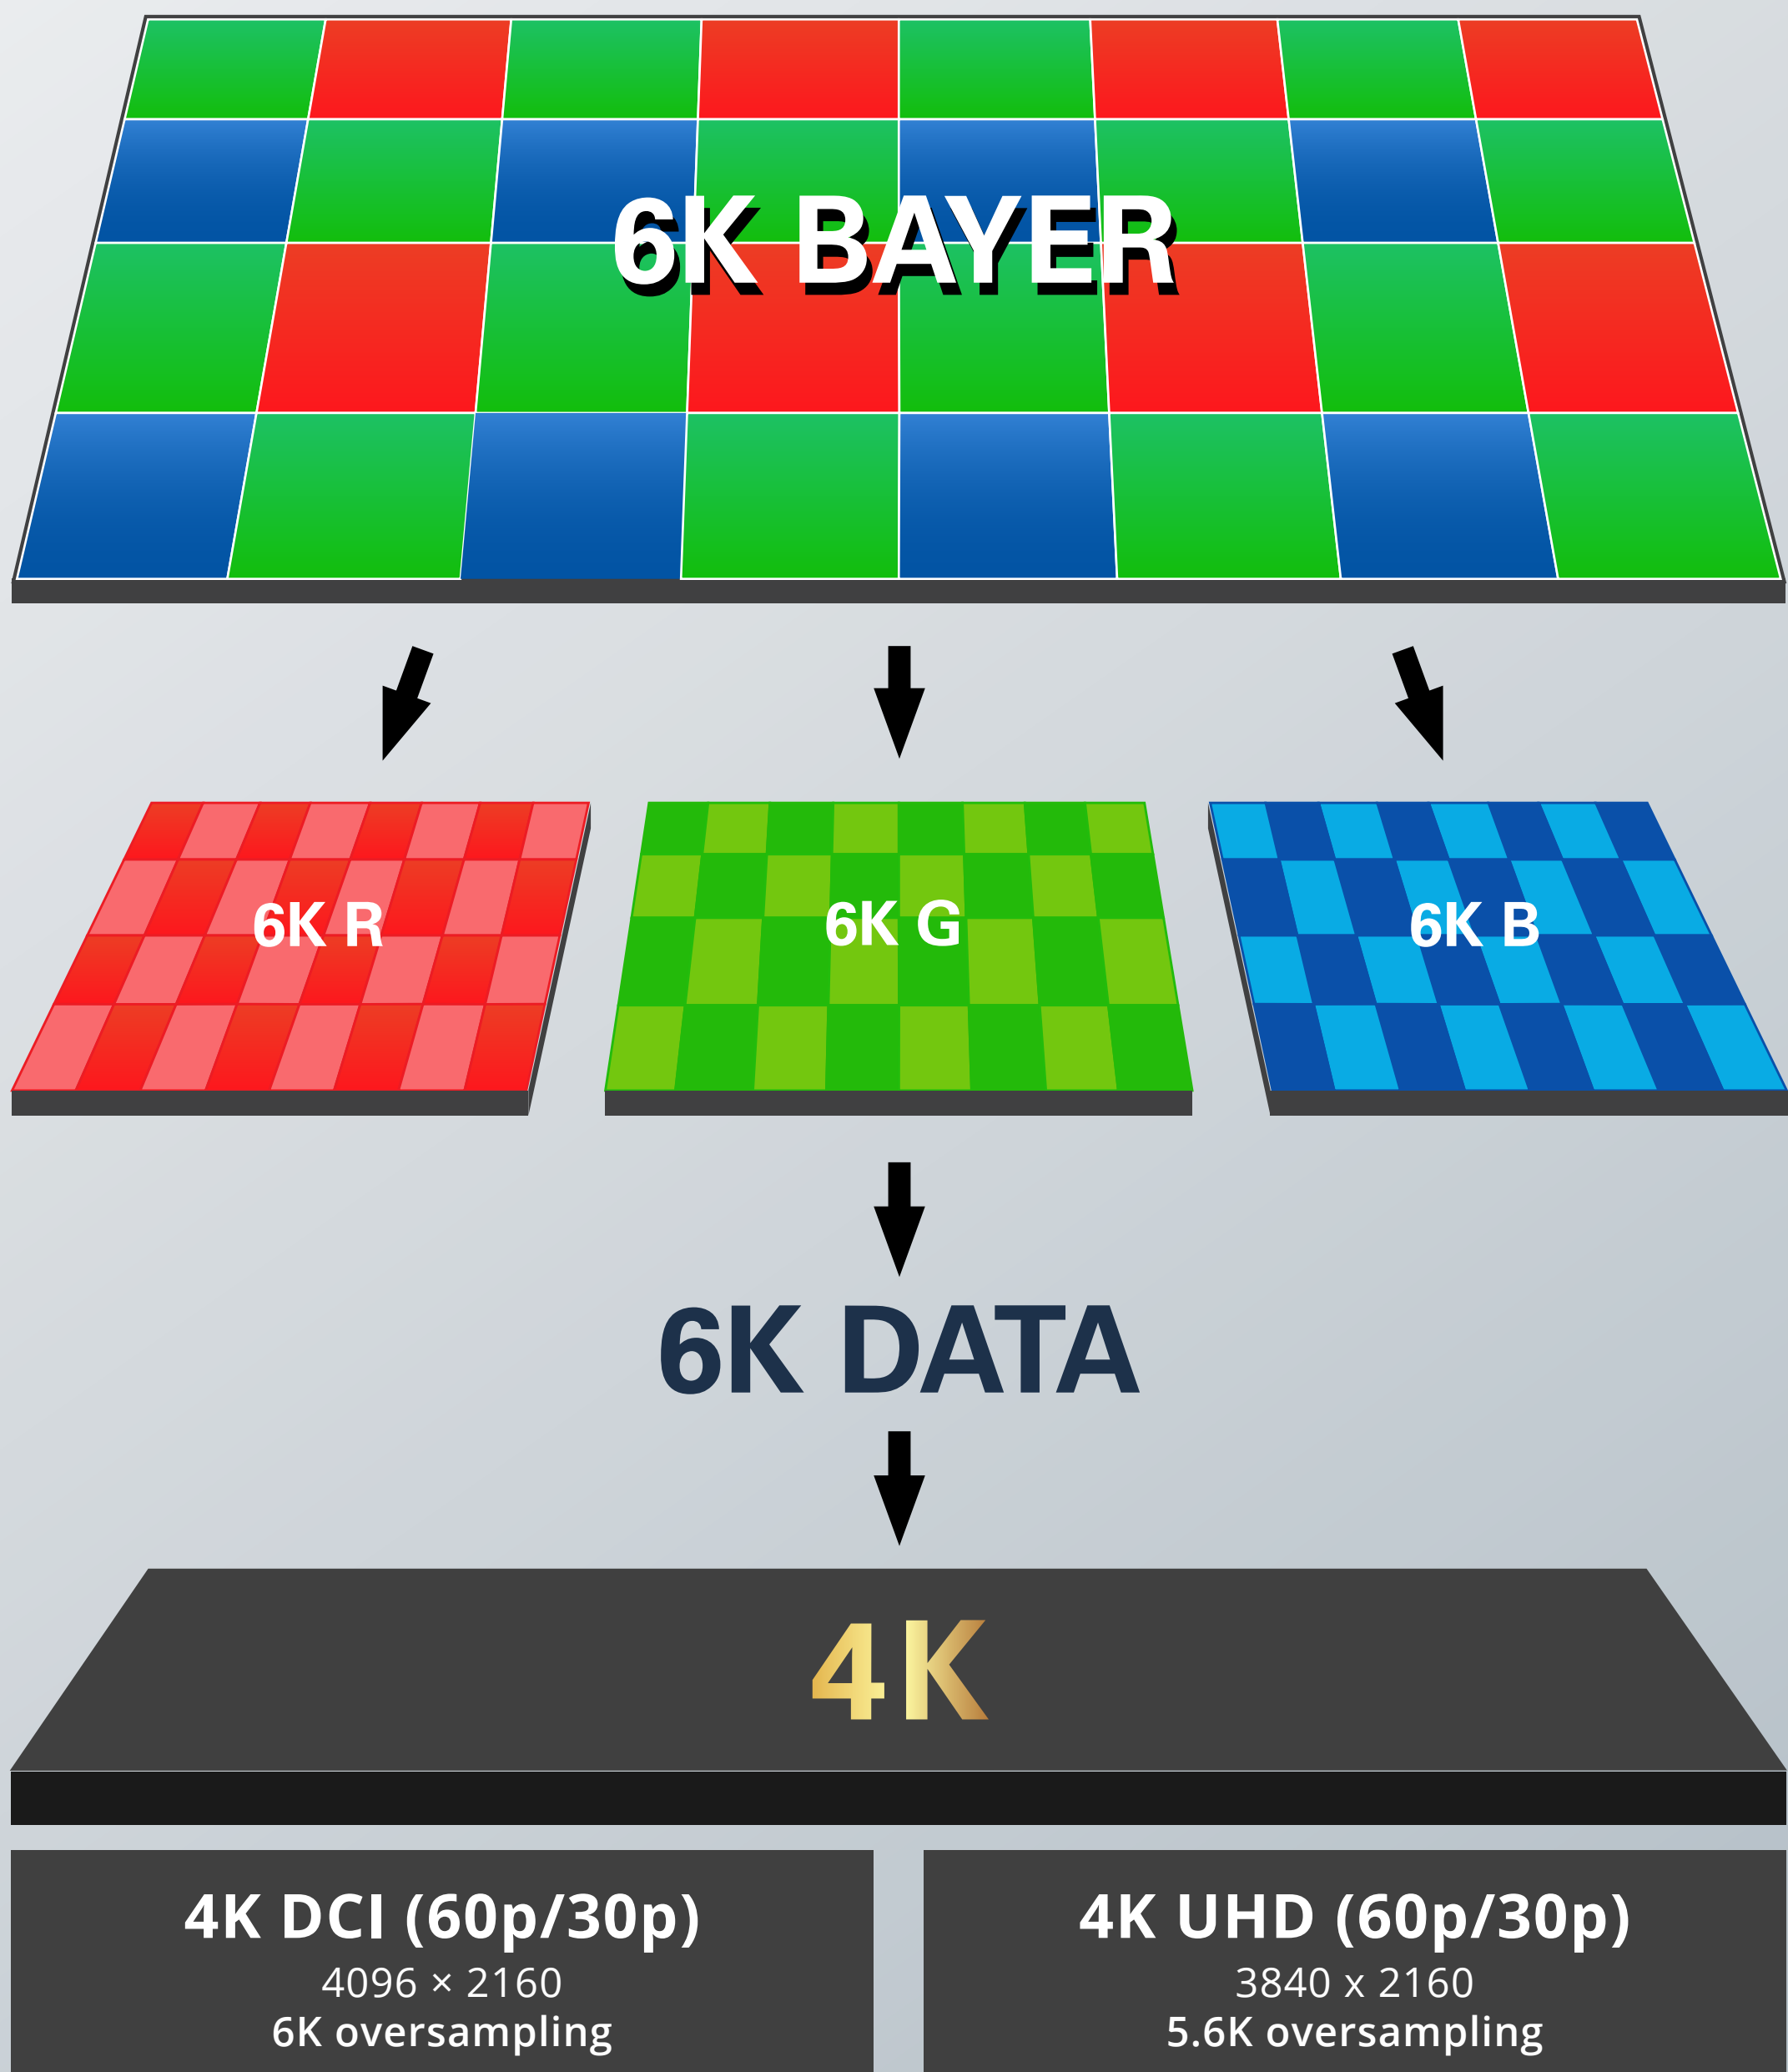 6K BAYER
6K R
6K G
6K B
6K DATA
4K
4K DCI (60p/30p)
4096 × 2160
6K oversampling
4K UHD (60p/30p)
3840 x 2160
5.6K oversampling